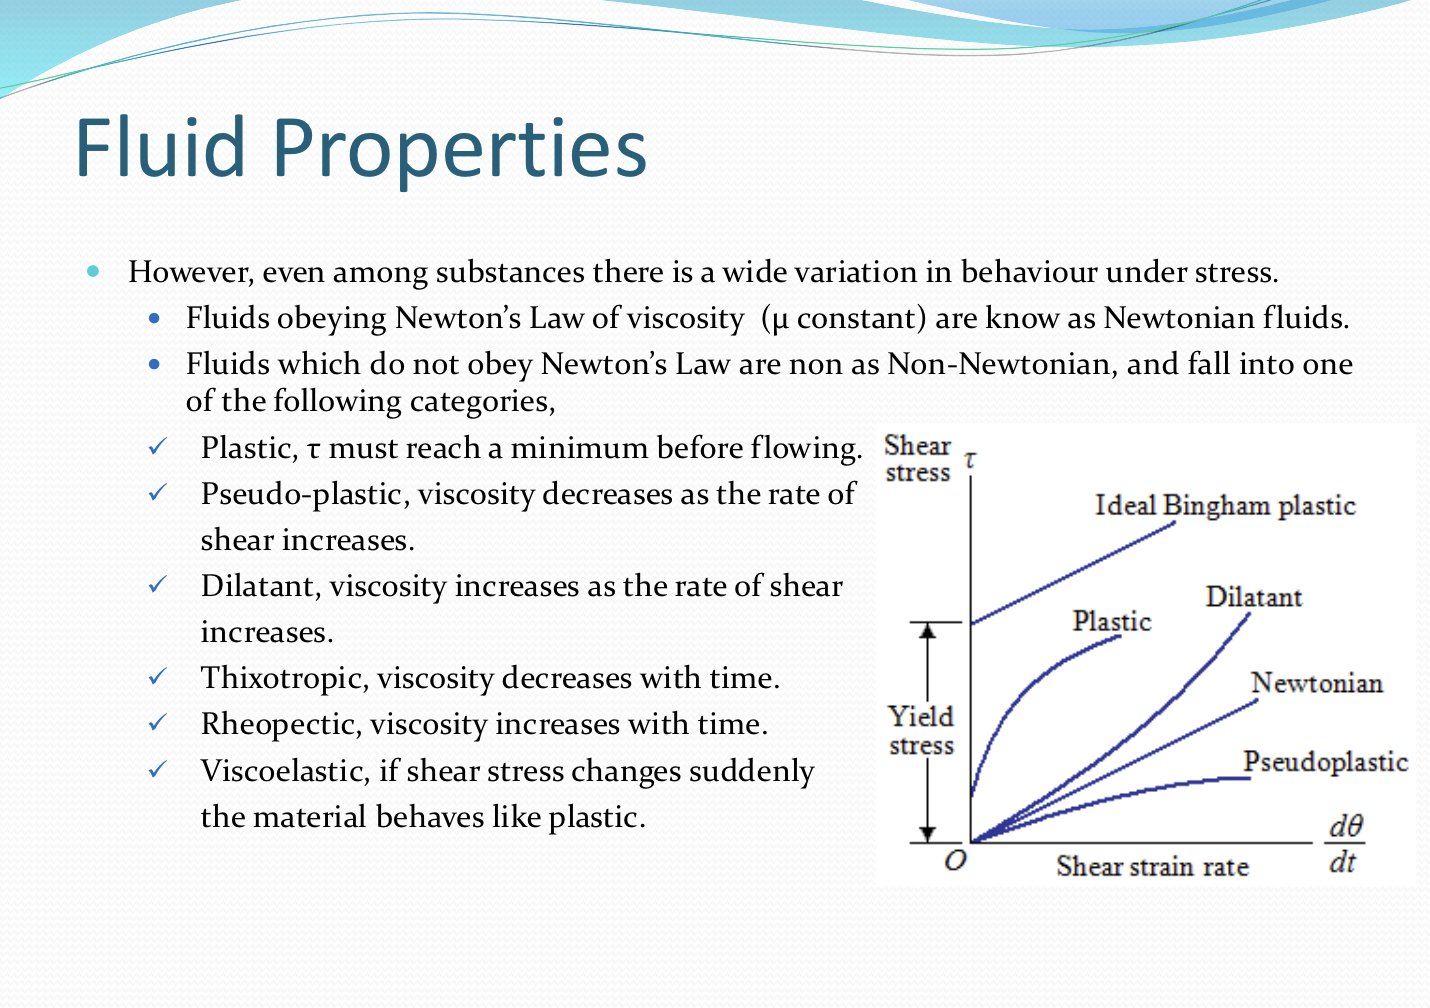 Fluid Properties
However, even among substances there is a wide variation in behaviour under stress.
Fluids obeying Newton’s Law of viscosity (μ constant) are know as Newtonian fluids.
Fluids which do not obey Newton’s Law are non as Non-Newtonian, and fall into one
of the following categories,
Plastic, τ must reach a minimum before flowing.
Pseudo-plastic, viscosity decreases as the rate of
shear increases.
Dilatant, viscosity increases as the rate of shear
increases.
Thixotropic, viscosity decreases with time.
Rheopectic, viscosity increases with time.
Viscoelastic, if shear stress changes suddenly
the material behaves like plastic.
Shear
stress τ
Ideal Bingham plastic
Dilatant
Plastic
Newtonian
Yield
stress
Pseudoplastic
O
Shear strain rate
dθ
dt